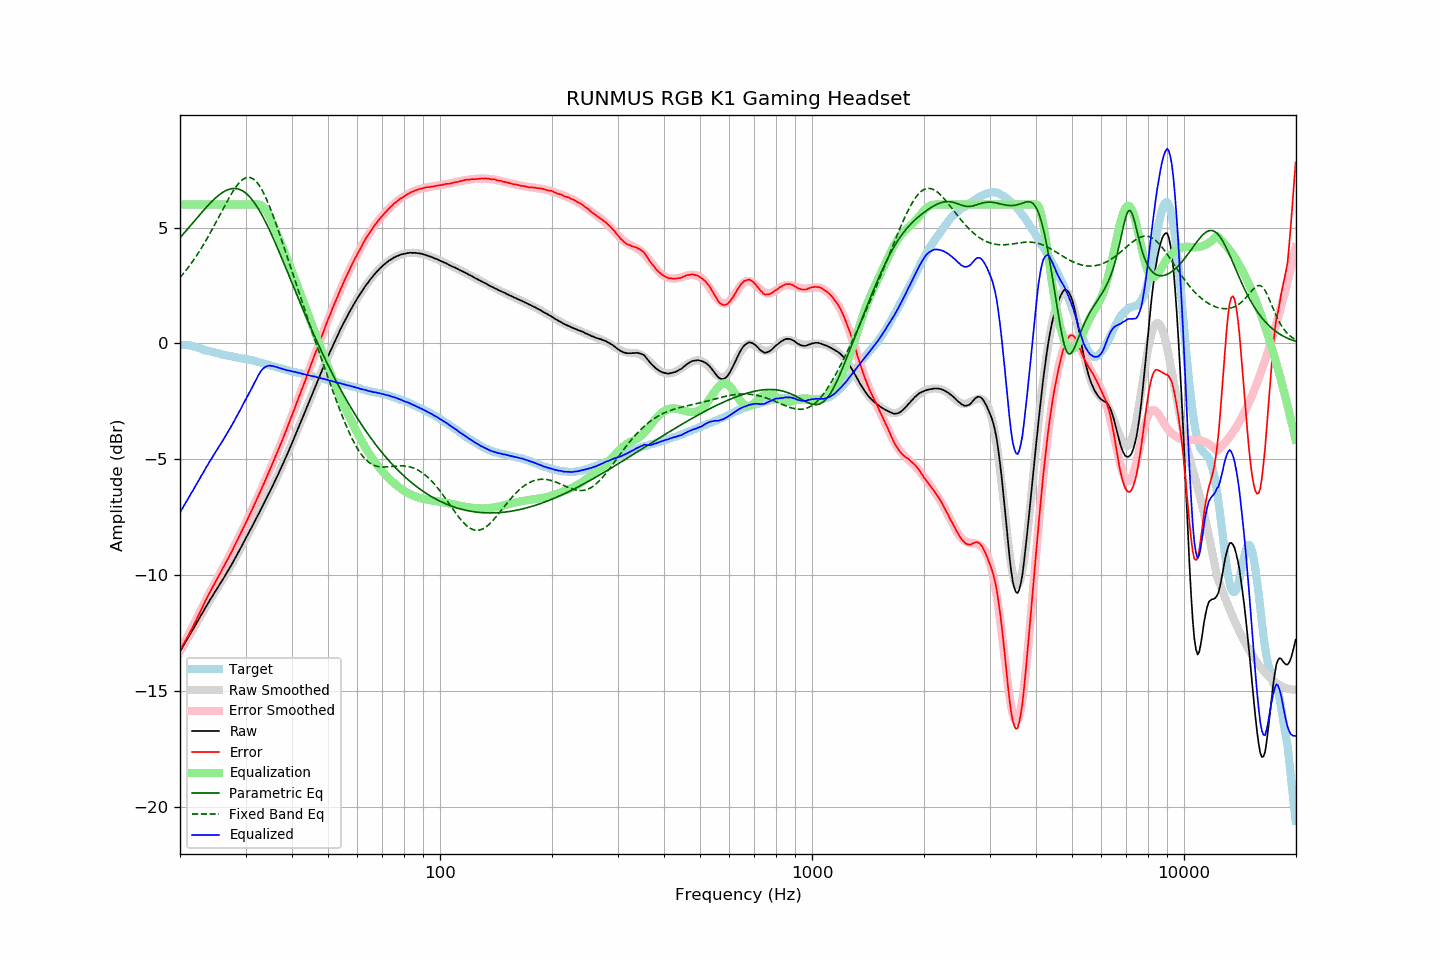 RUNMUS RGB K1 Gaming Headset
Amplitude (dBr)
5
0
−5
−10
−15
−20
Target
Raw Smoothed
Error Smoothed
Raw
Error
Equalization
Parametric Eq
Fixed Band Eq
Equalized
100
1000
10000
Frequency (Hz)